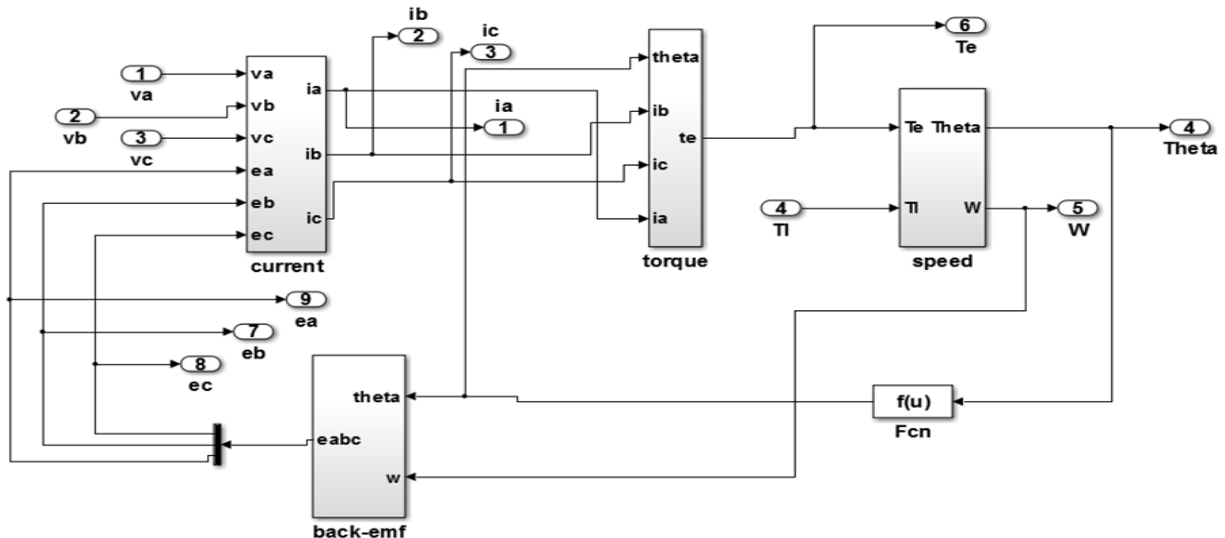 ib
2
ic
3
6
Te
1
va
2
vb
3
vc
va
vb
vc
ea
eb
ec
ia
ib
ic
current
ia
1
theta
ib
ic
ia
te
torque
Te
Tl
Theta
W
speed
4
Theta
4
Tl
5
W
9
ea
7
eb
8
ec
theta
eabc
w
back-emf
f(u)
Fcn